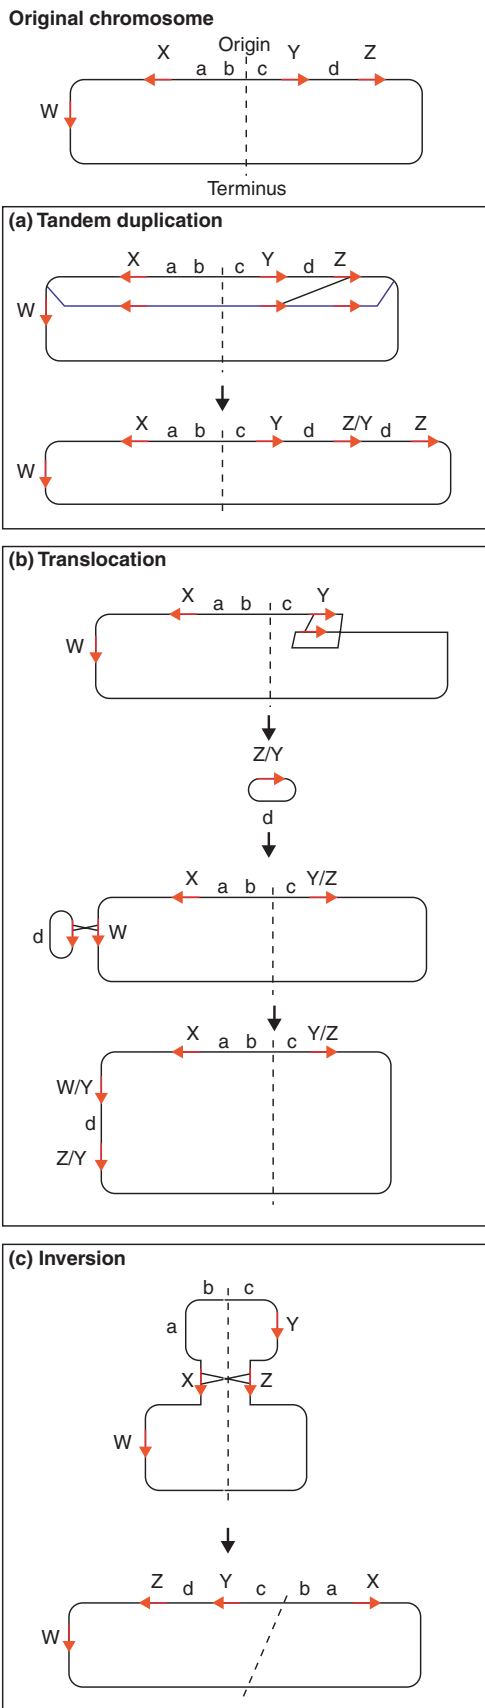 Original chromosome
Origin
X a b c Y d Z
W
Terminus
(a) Tandem duplication
X a b c Y d Z
W
X a b c Y d Z/Y d Z
W
(b) Translocation
X a b c Y
W
Z/Y
d
X a b c Y/Z
d W
X a b c Y/Z
W/Y
d
Z/Y
(c) Inversion
b c
a Y
X Z
W
Z d Y c b a X
W